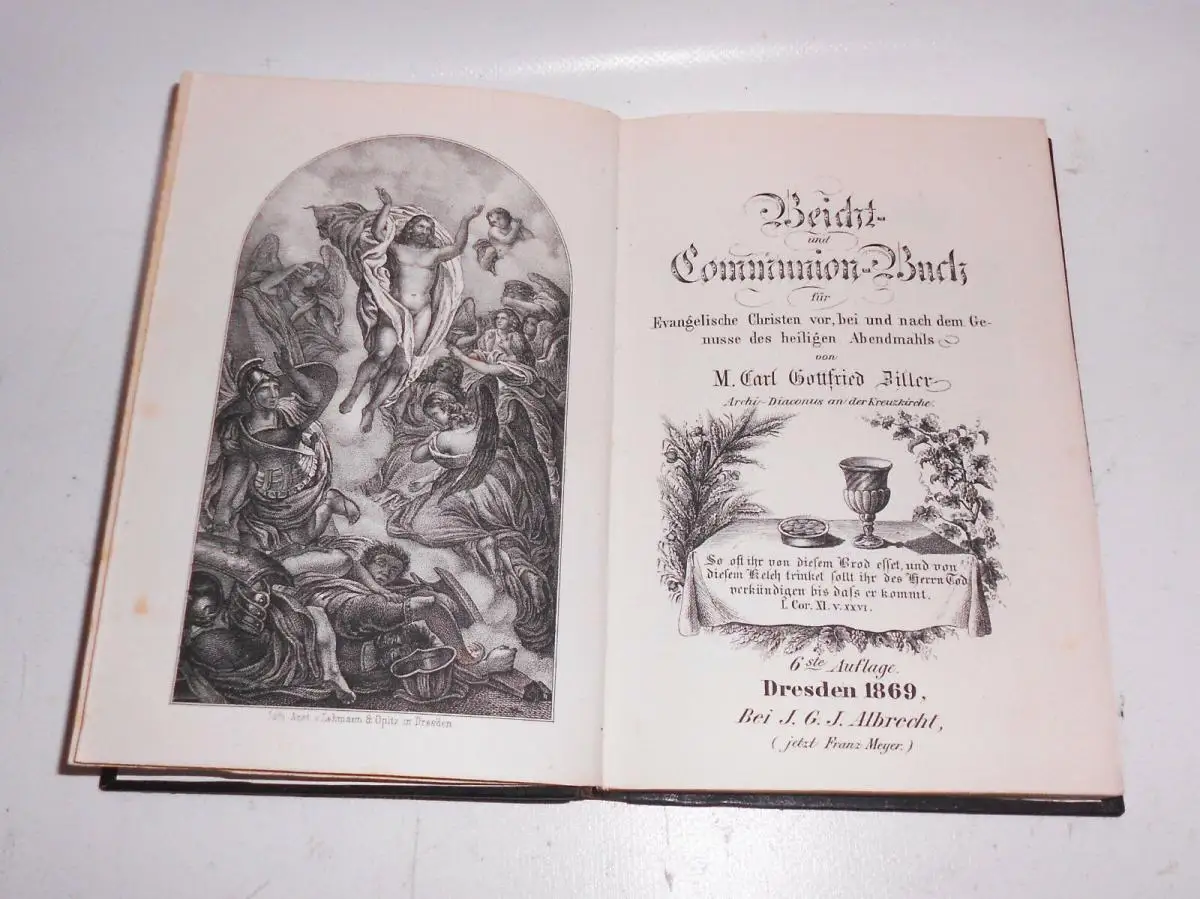 Lith. Anst. v. Zehmann & Opitz in Dresden
Beicht-
und
Communion-Buch
für
Evangelische Christen vor, bei und nach dem Ge-
nusse des heiligen Abendmahls
von
M. Carl Gottfried Ziller
Archi-Diaconus an der Kreuzkirche.
So oft ihr von diesem Brod esset, und von
diesem Kelch trinket sollt ihr des Herrn Tod
verkündigen bis dass er kommt.
I. Cor. XI. v. XXVI.
6ste Auflage.
Dresden 1869,
Bei J. G. J. Albrecht,
(jetzt Franz Meyer.)